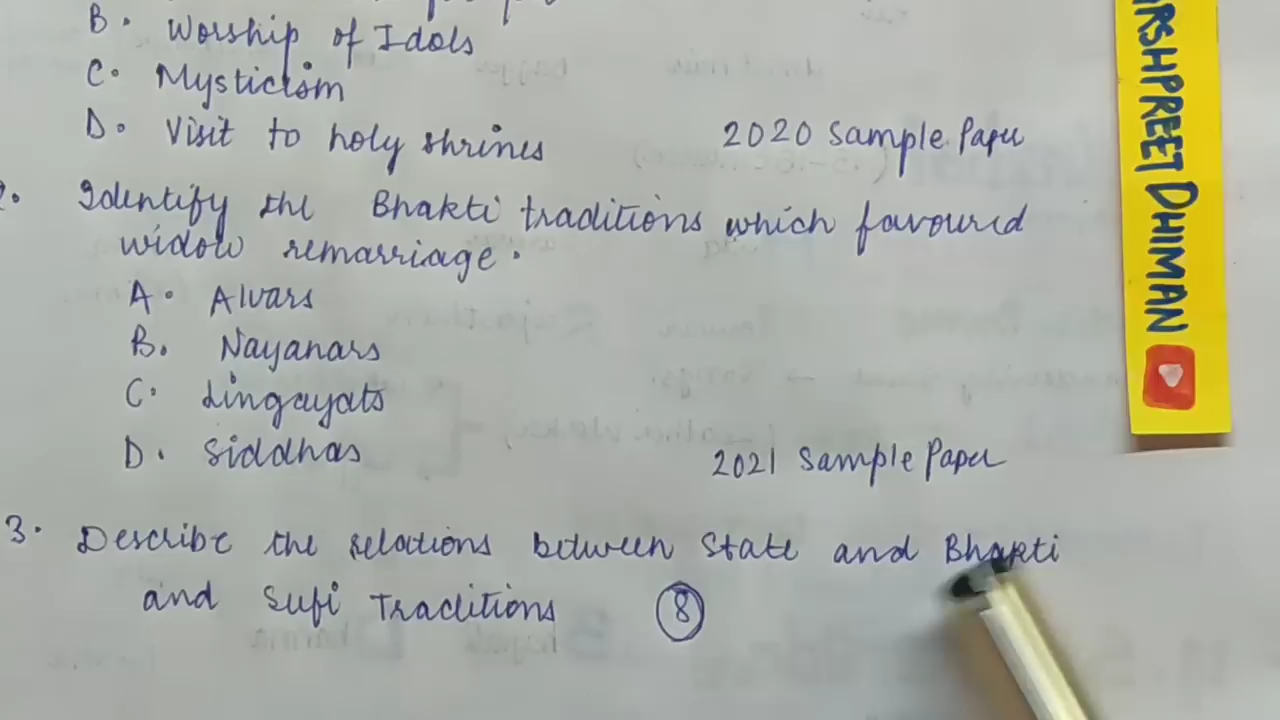 B. Worship of Idols
C. Mysticism
D. Visit to holy shrines
2020 Sample Paper
Identify the Bhakti traditions which favoured
widow remarriage.
A. Alvars
B. Nayanars
C. Lingayats
D. Siddhas
2021 Sample Paper
3. Describe the relations between State and Bhakti
and Sufi Traditions 8
ARSHPREET DHIMAN